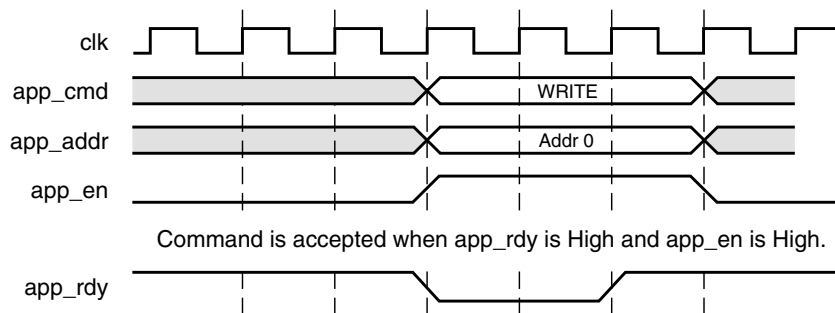 clk
app_cmd WRITE
app_addr Addr 0
app_en
Command is accepted when app_rdy is High and app_en is High.
app_rdy